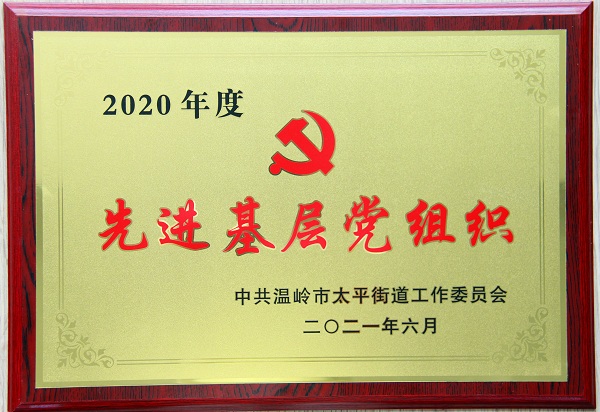 2020年度
先进基层党组织
中共温岭市太平街道工作委员会
二〇二一年六月